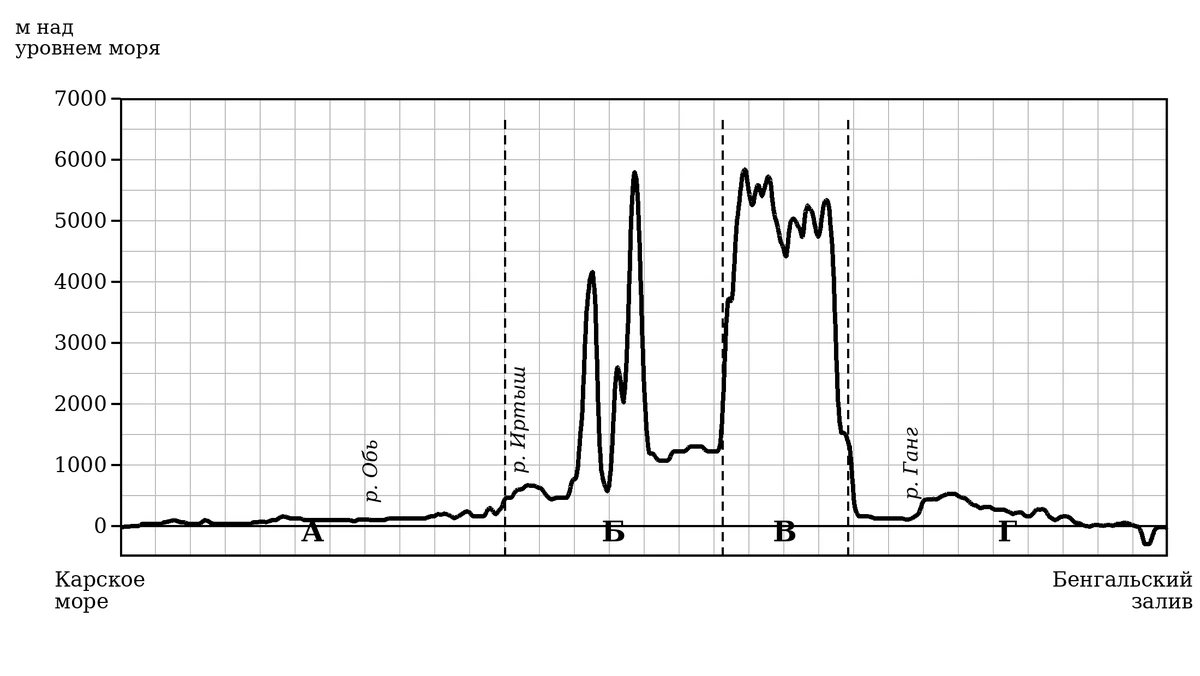 м над
уровнем моря
7000
6000
5000
4000
3000
2000
1000
0
р. Обь
р. Иртыш
р. Ганг
А
Б
В
Г
Карское
море
Бенгальский
залив